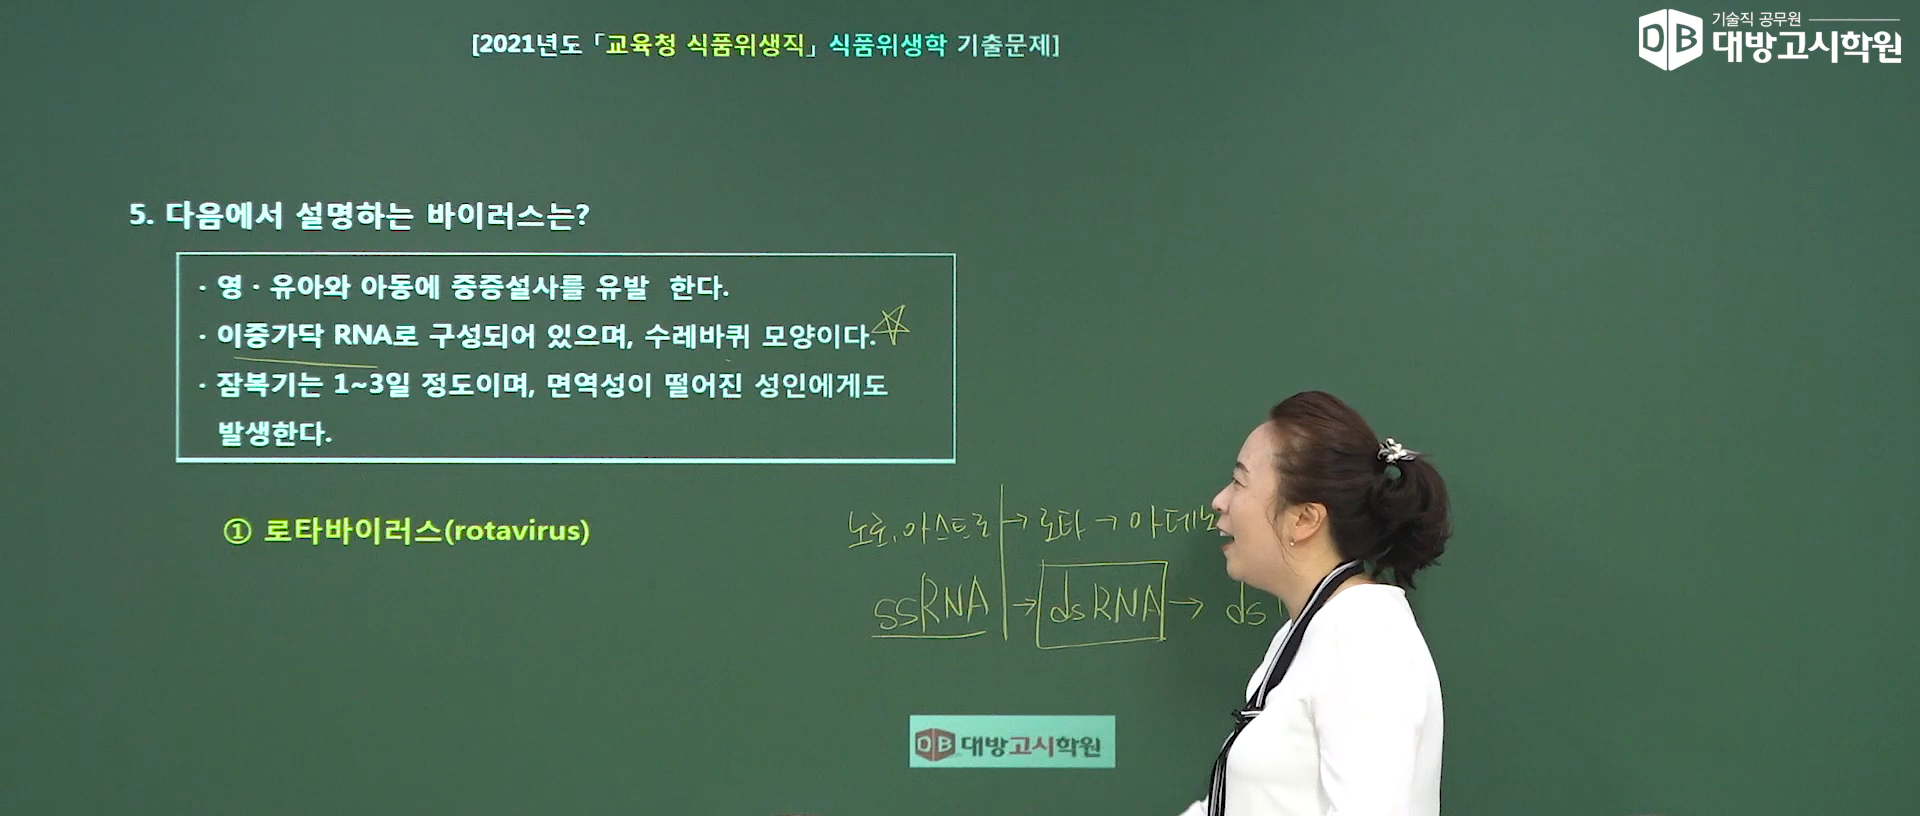 기술직 공무원
DB 대방고시학원
[2021년도 「교육청 식품위생직」 식품위생학 기출문제]
5. 다음에서 설명하는 바이러스는?
· 영 · 유아와 아동에 중증설사를 유발 한다.
· 이중가닥 RNA로 구성되어 있으며, 수레바퀴 모양이다.
· 잠복기는 1~3일 정도이며, 면역성이 떨어진 성인에게도
발생한다.
① 로타바이러스(rotavirus)
노로, 아스트로 → 로타 → 아데노
ssRNA → dsRNA → ds
DB 대방고시학원